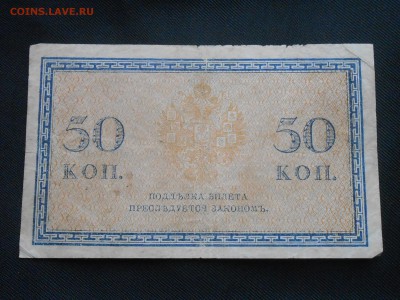 COINS.LAVE.RU
50 50
КОП. КОП.
ПОДДѢЛКА БИЛЕТА
ПРЕСЛѢДУЕТСЯ ЗАКОНОМЪ.